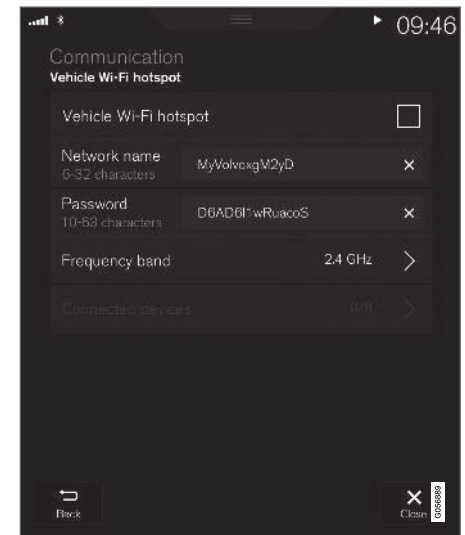 09:46
Communication
Vehicle Wi-Fi hotspot
Vehicle Wi-Fi hotspot
Network name
6-32 characters
MyVolvoxgM2yD
×
Password
10-63 characters
D6AD6l1wRuacoS
×
Frequency band
2.4 GHz
Connected devices
Back
Close
G056889